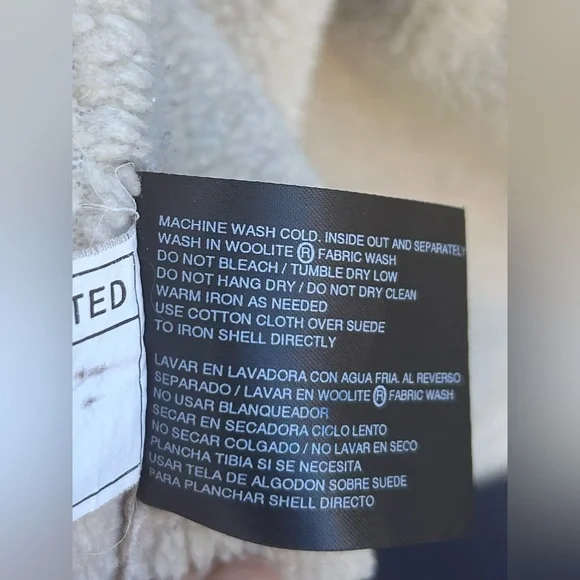 TED
MACHINE WASH COLD. INSIDE OUT AND SEPARATELY
WASH IN WOOLITE ® FABRIC WASH
DO NOT BLEACH / TUMBLE DRY LOW
DO NOT HANG DRY / DO NOT DRY CLEAN
WARM IRON AS NEEDED
USE COTTON CLOTH OVER SUEDE
TO IRON SHELL DIRECTLY
LAVAR EN LAVADORA CON AGUA FRIA. AL REVERSO
SEPARADO / LAVAR EN WOOLITE ® FABRIC WASH
NO USAR BLANQUEADOR
SECAR EN SECADORA CICLO LENTO
NO SECAR COLGADO / NO LAVAR EN SECO
PLANCHA TIBIA SI SE NECESITA
USAR TELA DE ALGODON SOBRE SUEDE
PARA PLANCHAR SHELL DIRECTO